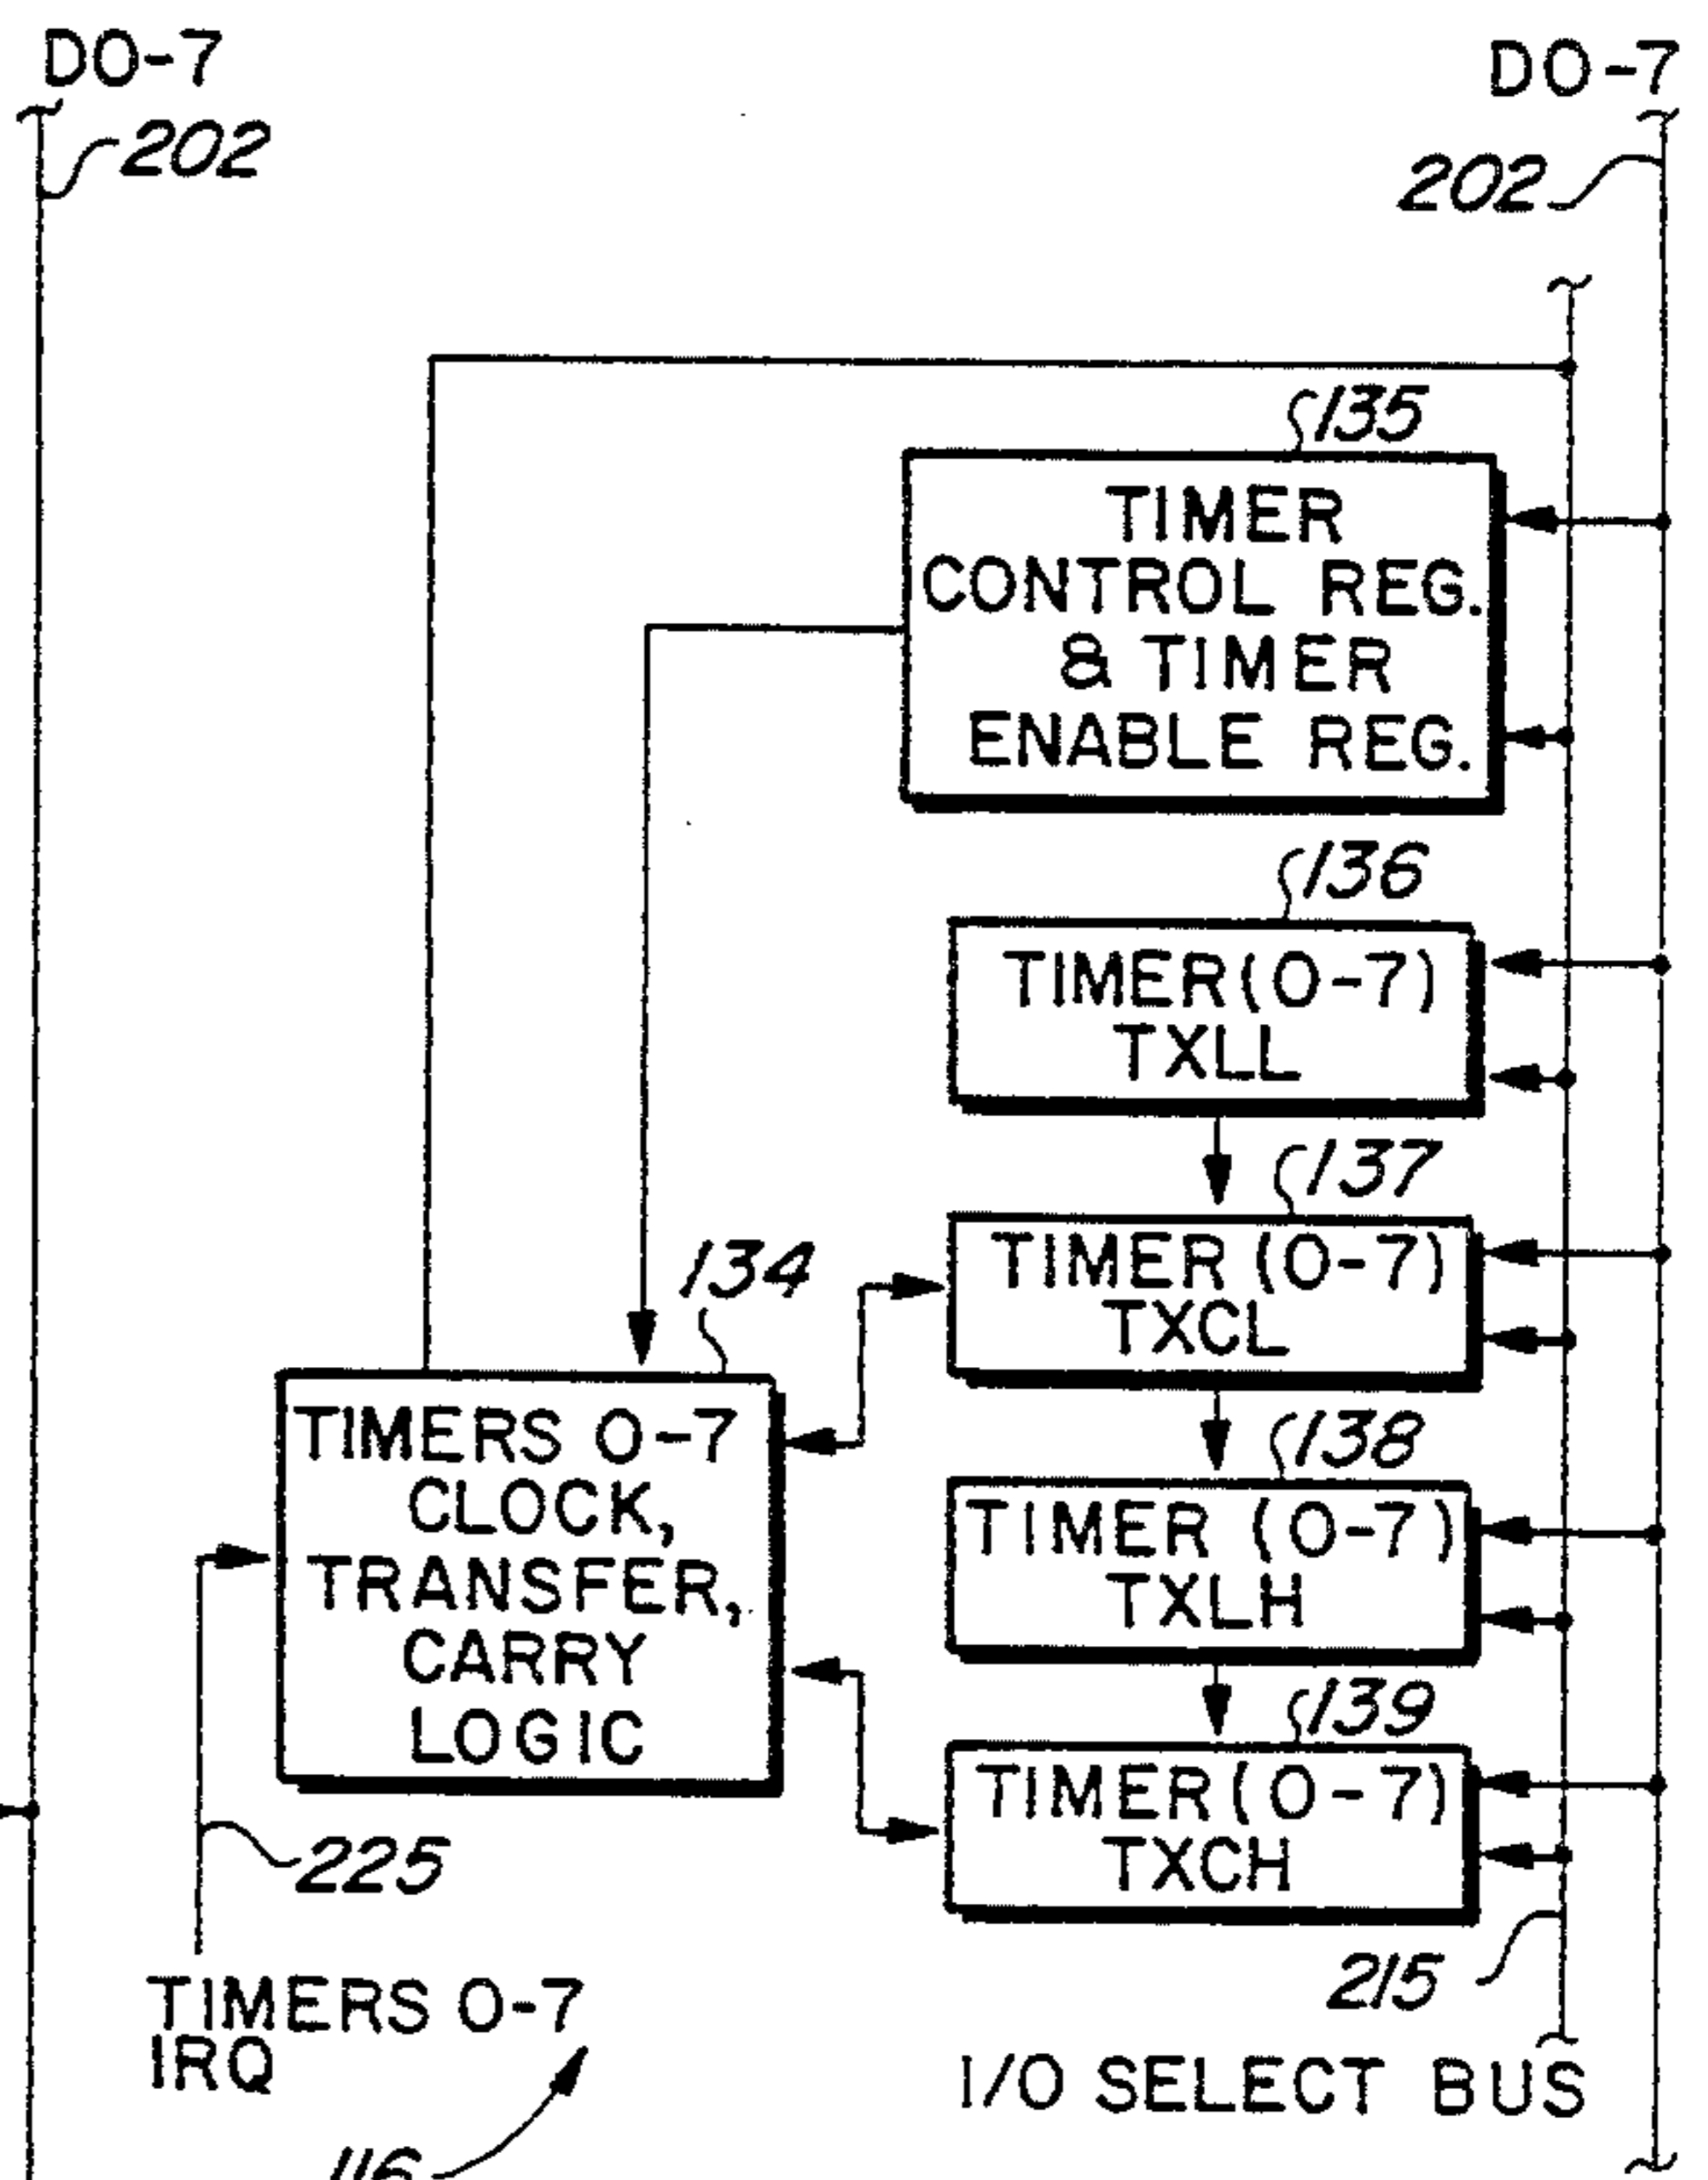 DO-7
DO-7
202
202
135
TIMER
CONTROL REG.
& TIMER
ENABLE REG.
136
TIMER(0-7)
TXLL
137
TIMER (0-7)
TXCL
134
TIMERS 0-7
CLOCK,
TRANSFER,
CARRY
LOGIC
138
TIMER (0-7)
TXLH
139
TIMER(0-7)
TXCH
225
215
TIMERS 0-7
IRQ
I/O SELECT BUS
116